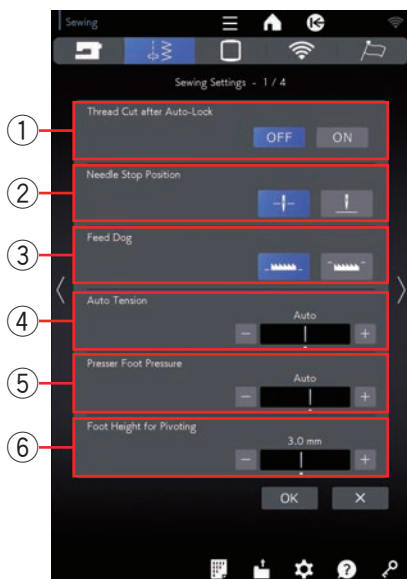 Sewing
Sewing Settings - 1 / 4
1
Thread Cut after Auto-Lock
OFF ON
2
Needle Stop Position
3
Feed Dog
4
Auto Tension
Auto
− +
5
Presser Foot Pressure
Auto
− +
6
Foot Height for Pivoting
3.0 mm
− +
OK ×
?